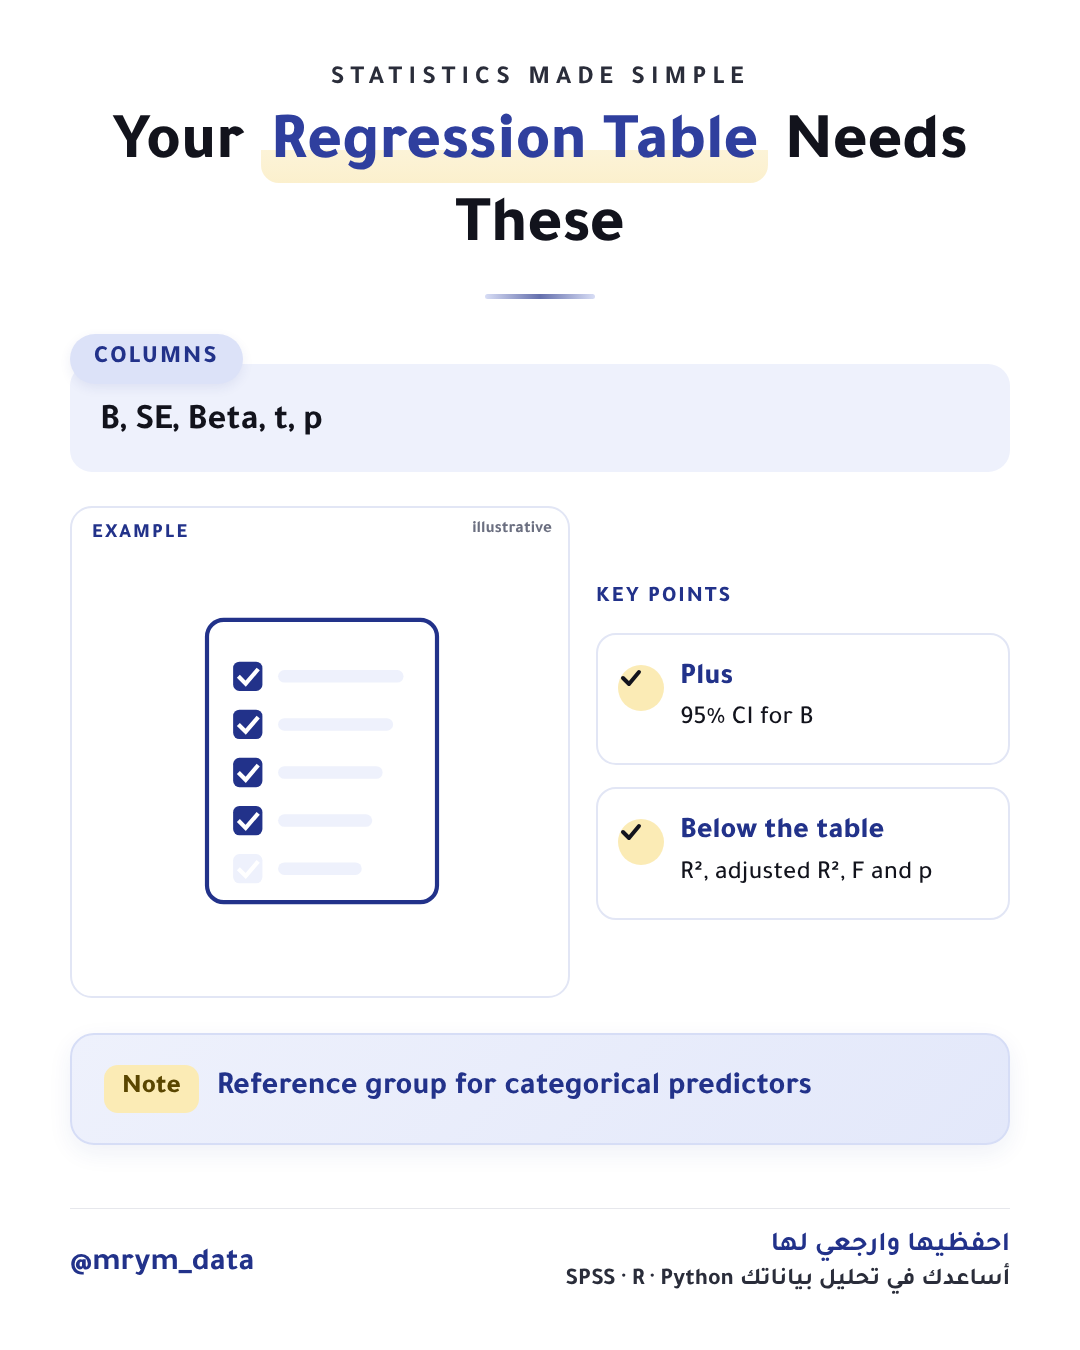 STATISTICS MADE SIMPLE
Your Regression Table Needs
These
COLUMNS
B, SE, Beta, t, p
EXAMPLE
illustrative
KEY POINTS
Plus
95% CI for B
Below the table
R², adjusted R², F and p
Note
Reference group for categorical predictors
@mrym_data
احفظيها وارجعي لها
أساعدك في تحليل بياناتك SPSS · R · Python